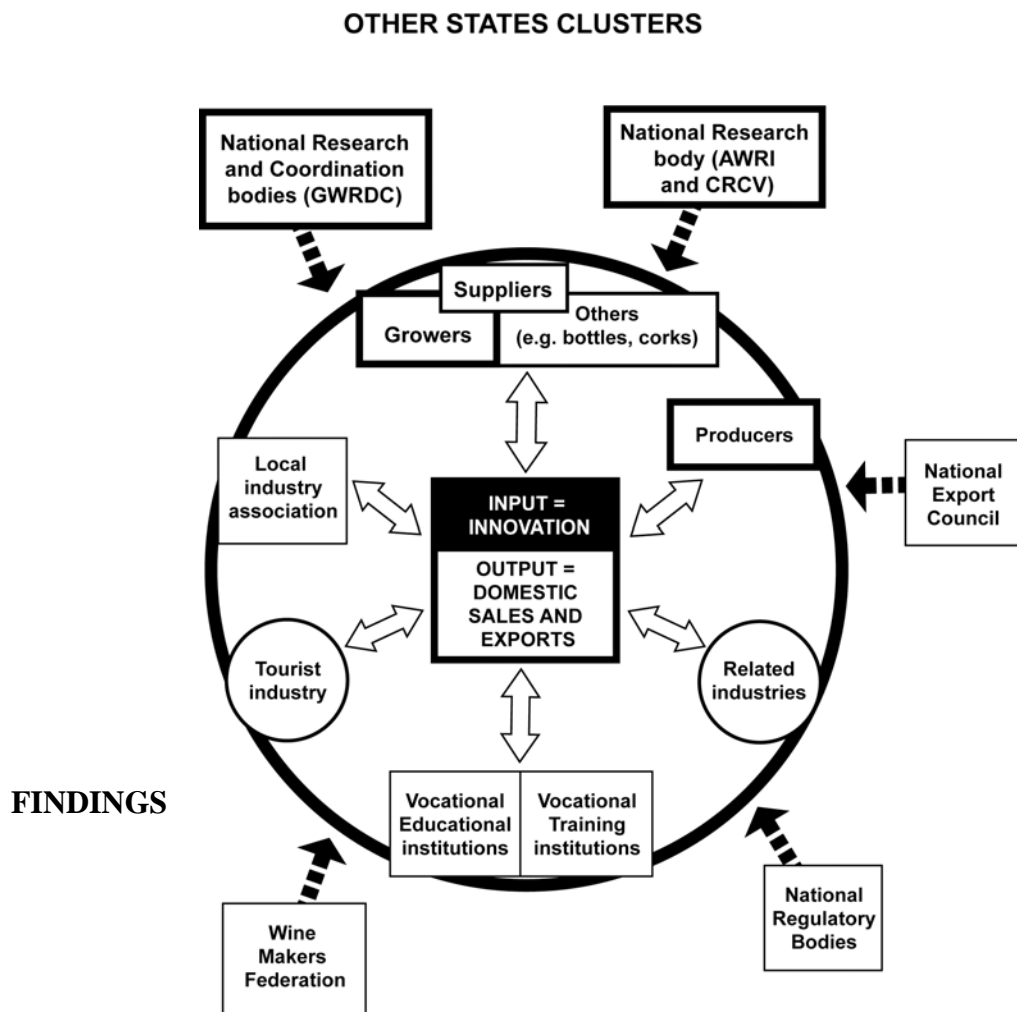 OTHER STATES CLUSTERS
National Research
and Coordination
bodies (GWRDC)
National Research
body (AWRI
and CRCV)
Suppliers
Growers
Others
(e.g. bottles, corks)
Producers
Local
industry
association
National
Export
Council
INPUT =
INNOVATION
OUTPUT =
DOMESTIC
SALES AND
EXPORTS
Tourist
industry
Related
industries
FINDINGS
Vocational
Educational
institutions
Vocational
Training
institutions
Wine
Makers
Federation
National
Regulatory
Bodies